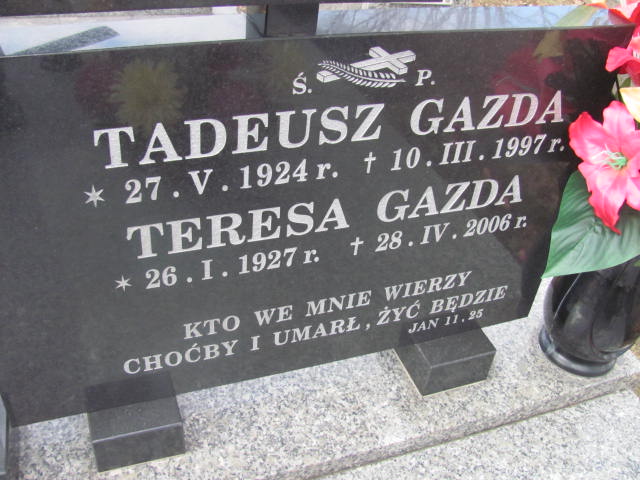 Ś. P.
TADEUSZ GAZDA
* 27.V.1924 r. † 10.III.1997 r.
TERESA GAZDA
* 26.I.1927 r. † 28.IV.2006 r.
KTO WE MNIE WIERZY
CHOĆBY I UMARŁ, ŻYĆ BĘDZIE
JAN 11,25